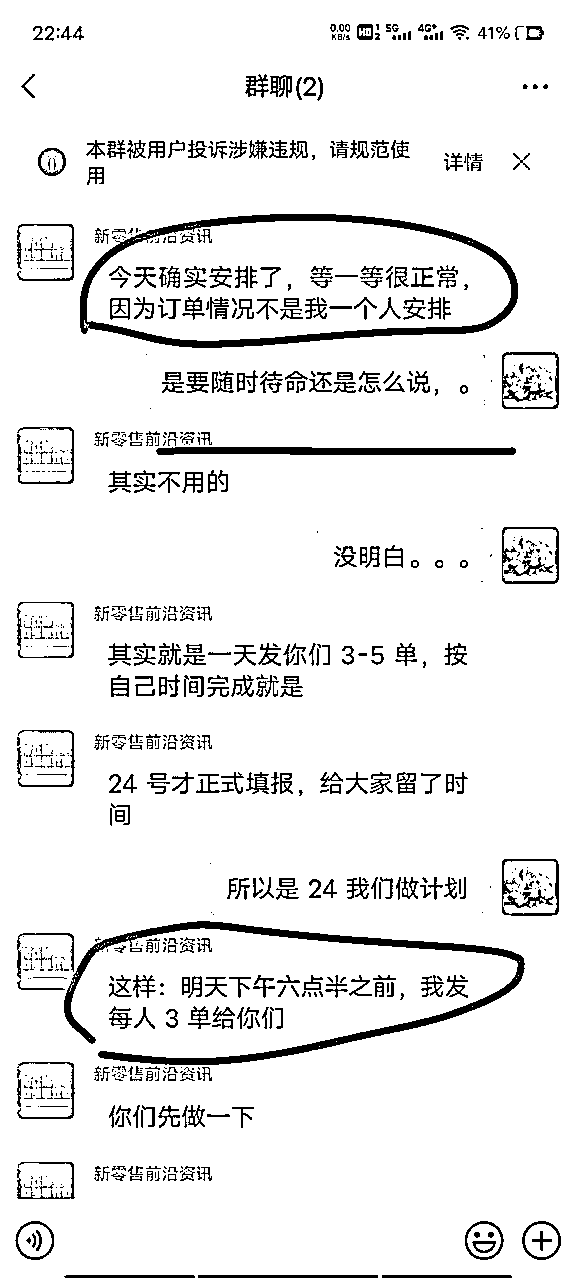 22:44
0.00 KB/s HD 1 2 5G 4G+ 41%
群聊(2)
本群被用户投诉涉嫌违规，请规范使
用
详情
新零售前沿资讯
今天确实安排了，等一等很正常，
因为订单情况不是我一个人安排
是要随时待命还是怎么说，。
新零售前沿资讯
其实不用的
没明白。。。
新零售前沿资讯
其实就是一天发你们 3-5 单，按
自己时间完成就是
新零售前沿资讯
24 号才正式填报，给大家留了时
间
所以是 24 我们做计划
新零售前沿资讯
这样：明天下午六点半之前，我发
每人 3 单给你们
新零售前沿资讯
你们先做一下
新零售前沿资讯